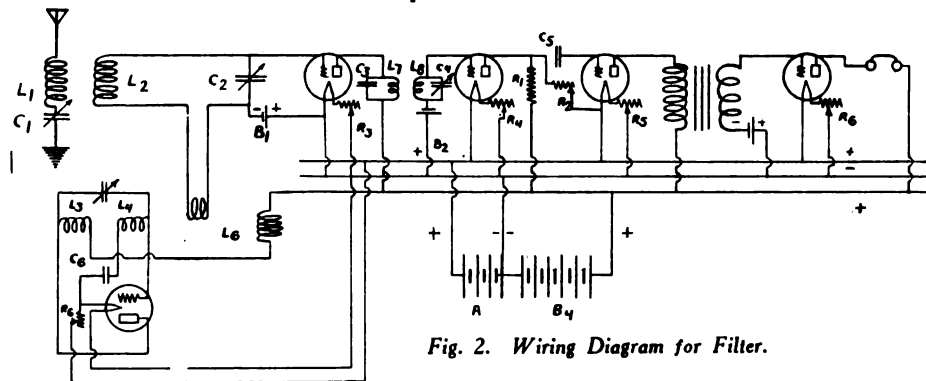 L1
C1
L2
C2
B1
R3
C3
L7
L8
C4
B2
R4
R1
C5
R2
R5
R6
L3
L4
C6
R6
L6
A
B4
Fig. 2. Wiring Diagram for Filter.